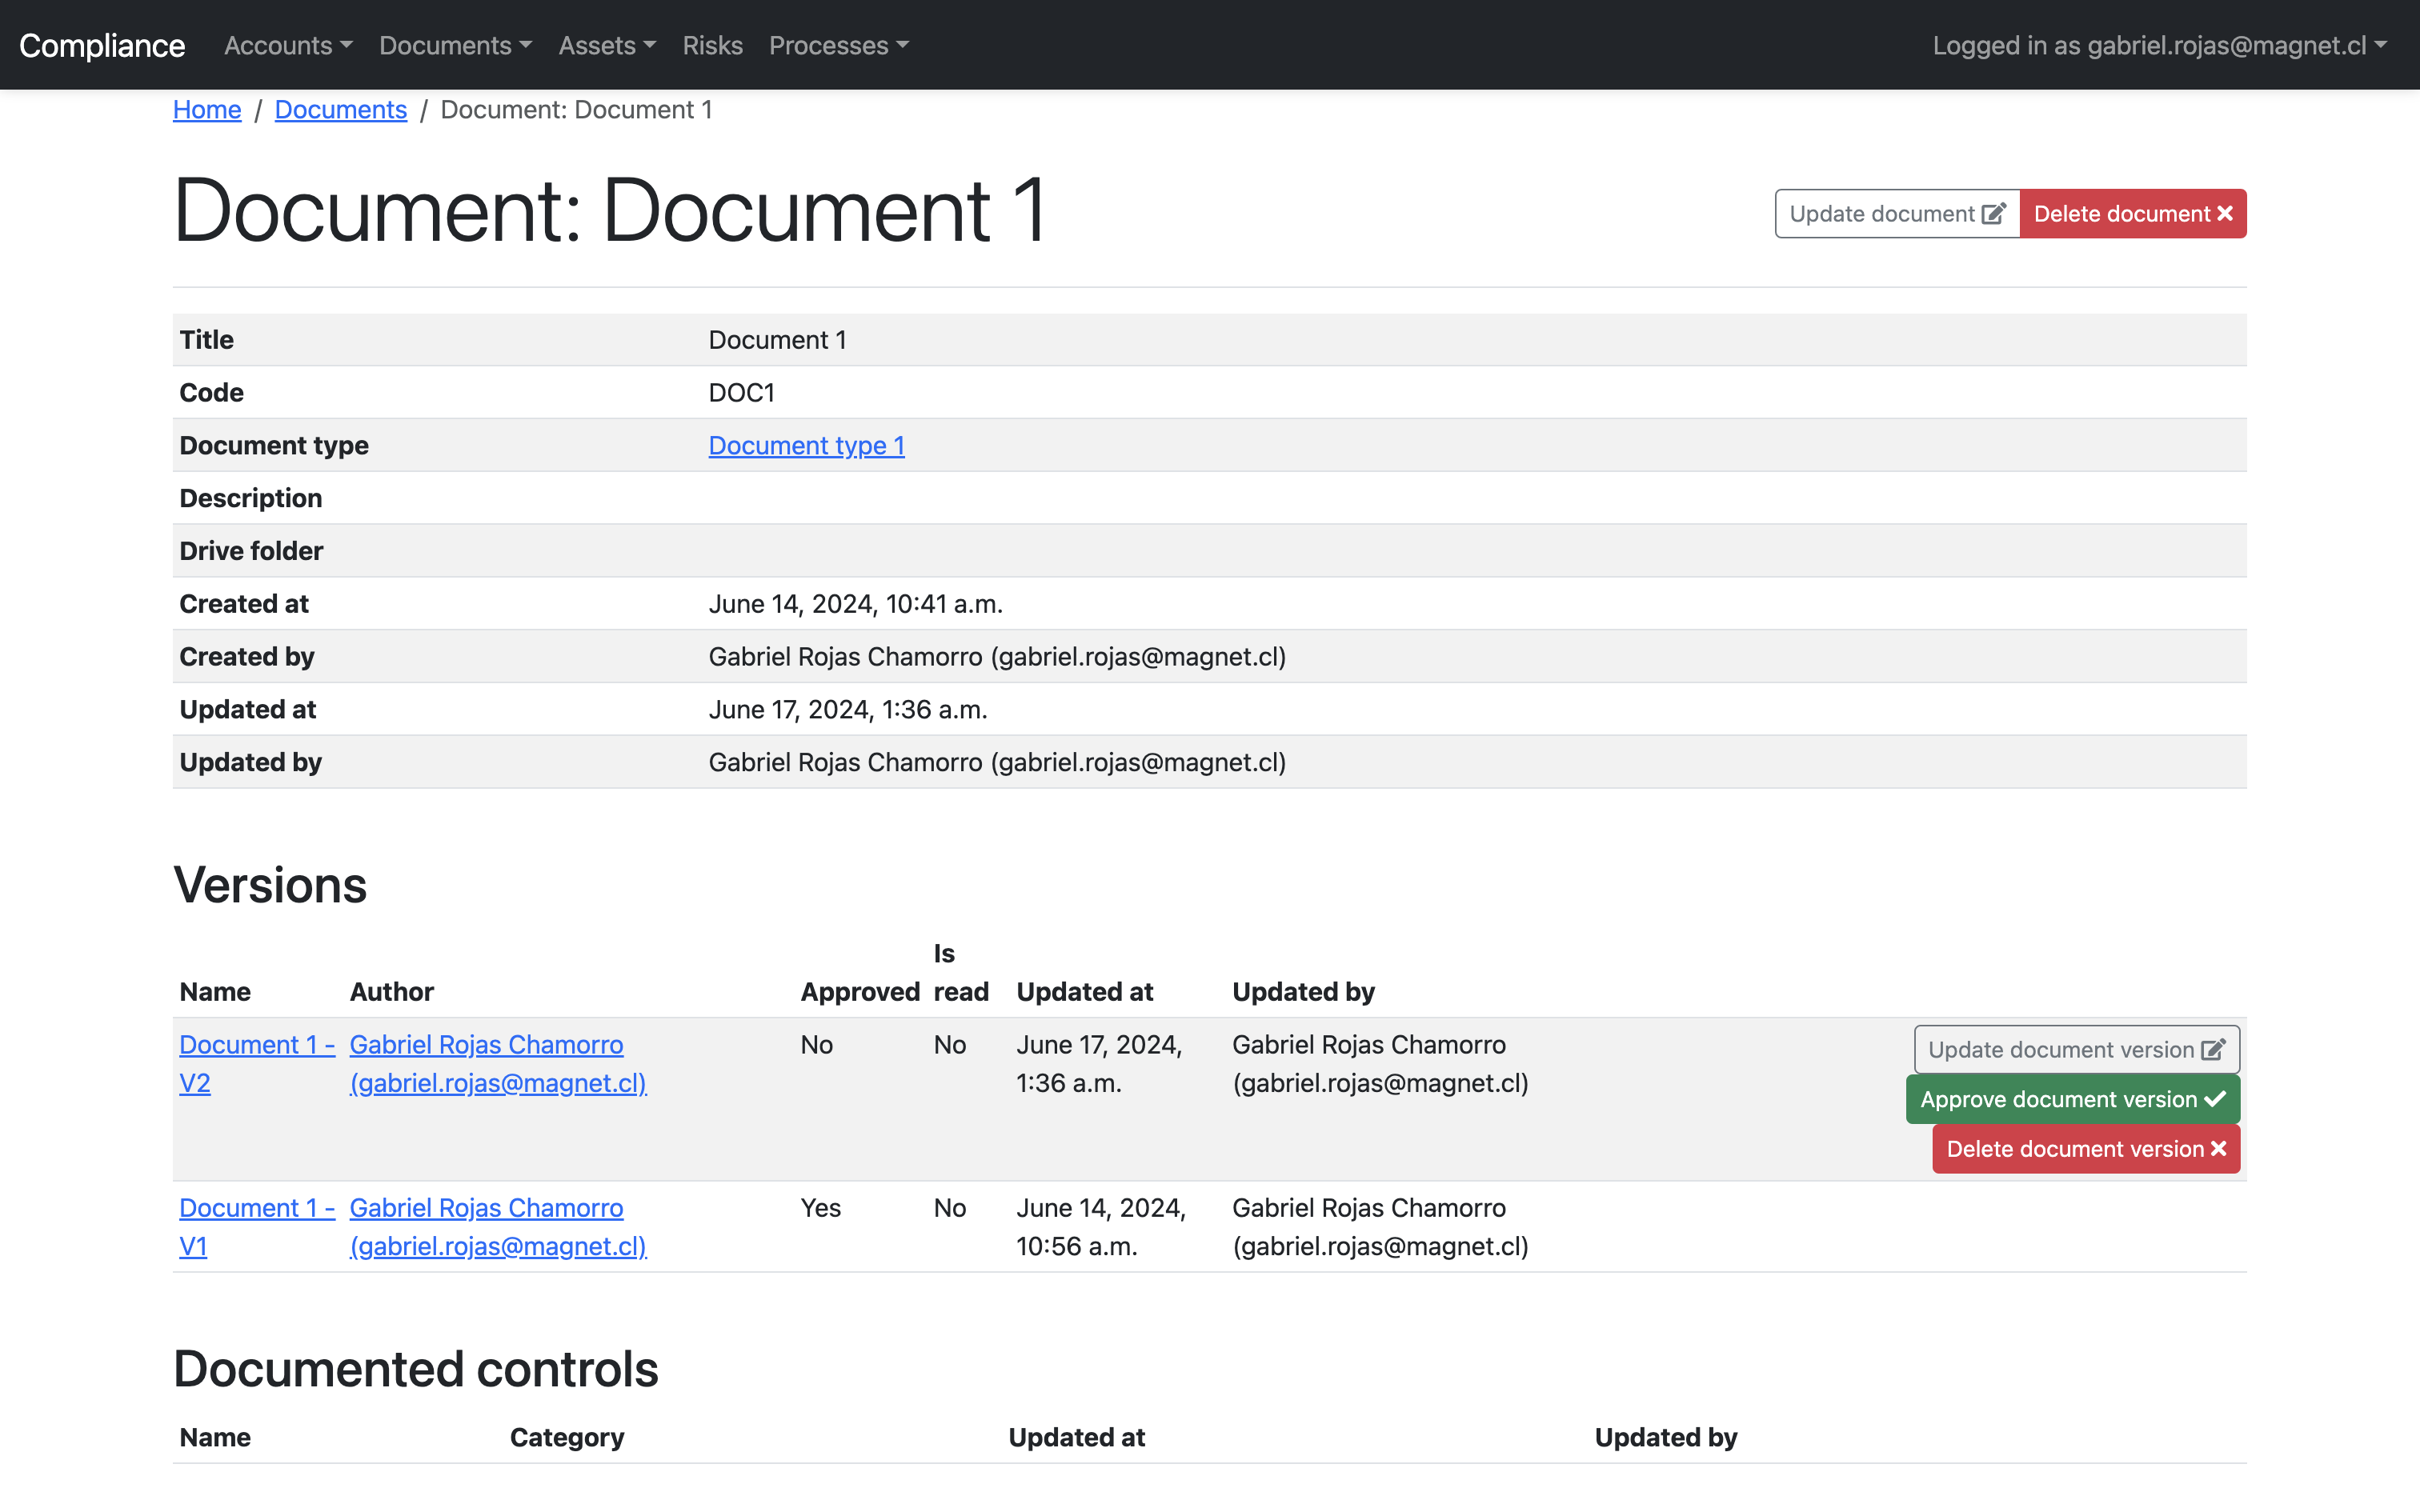 Compliance Accounts Documents Assets Risks Processes Logged in as gabriel.rojas@magnet.cl
Home / Documents / Document: Document 1
Document: Document 1
Update document Delete document
Title Document 1
Code DOC1
Document type Document type 1
Description
Drive folder
Created at June 14, 2024, 10:41 a.m.
Created by Gabriel Rojas Chamorro (gabriel.rojas@magnet.cl)
Updated at June 17, 2024, 1:36 a.m.
Updated by Gabriel Rojas Chamorro (gabriel.rojas@magnet.cl)
Versions
Is
Name Author Approved read Updated at Updated by
Document 1 - Gabriel Rojas Chamorro No No June 17, 2024, Gabriel Rojas Chamorro Update document version
V2 (gabriel.rojas@magnet.cl) 1:36 a.m. (gabriel.rojas@magnet.cl)
Approve document version
Delete document version
Document 1 - Gabriel Rojas Chamorro Yes No June 14, 2024, Gabriel Rojas Chamorro
V1 (gabriel.rojas@magnet.cl) 10:56 a.m. (gabriel.rojas@magnet.cl)
Documented controls
Name Category Updated at Updated by